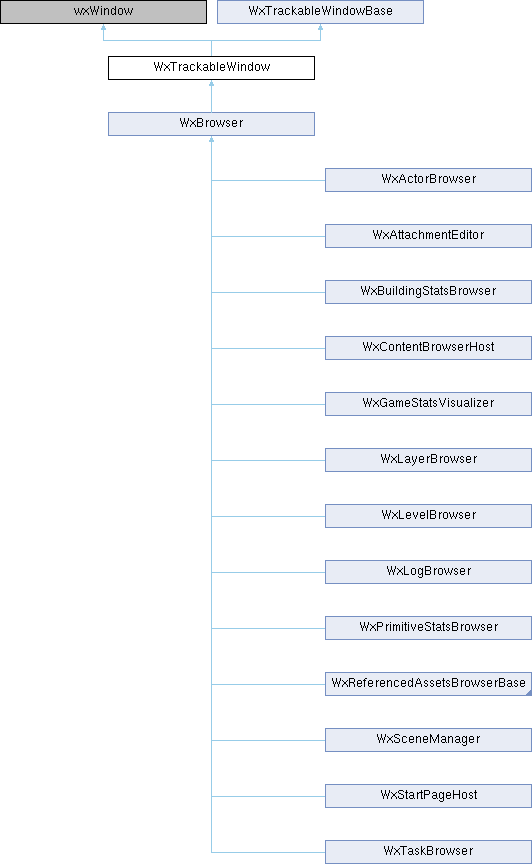 wxWindow
WxTrackableWindowBase
WxTrackableWindow
WxBrowser
WxActorBrowser
WxAttachmentEditor
WxBuildingStatsBrowser
WxContentBrowserHost
WxGameStatsVisualizer
WxLayerBrowser
WxLevelBrowser
WxLogBrowser
WxPrimitiveStatsBrowser
WxReferencedAssetsBrowserBase
WxSceneManager
WxStartPageHost
WxTaskBrowser